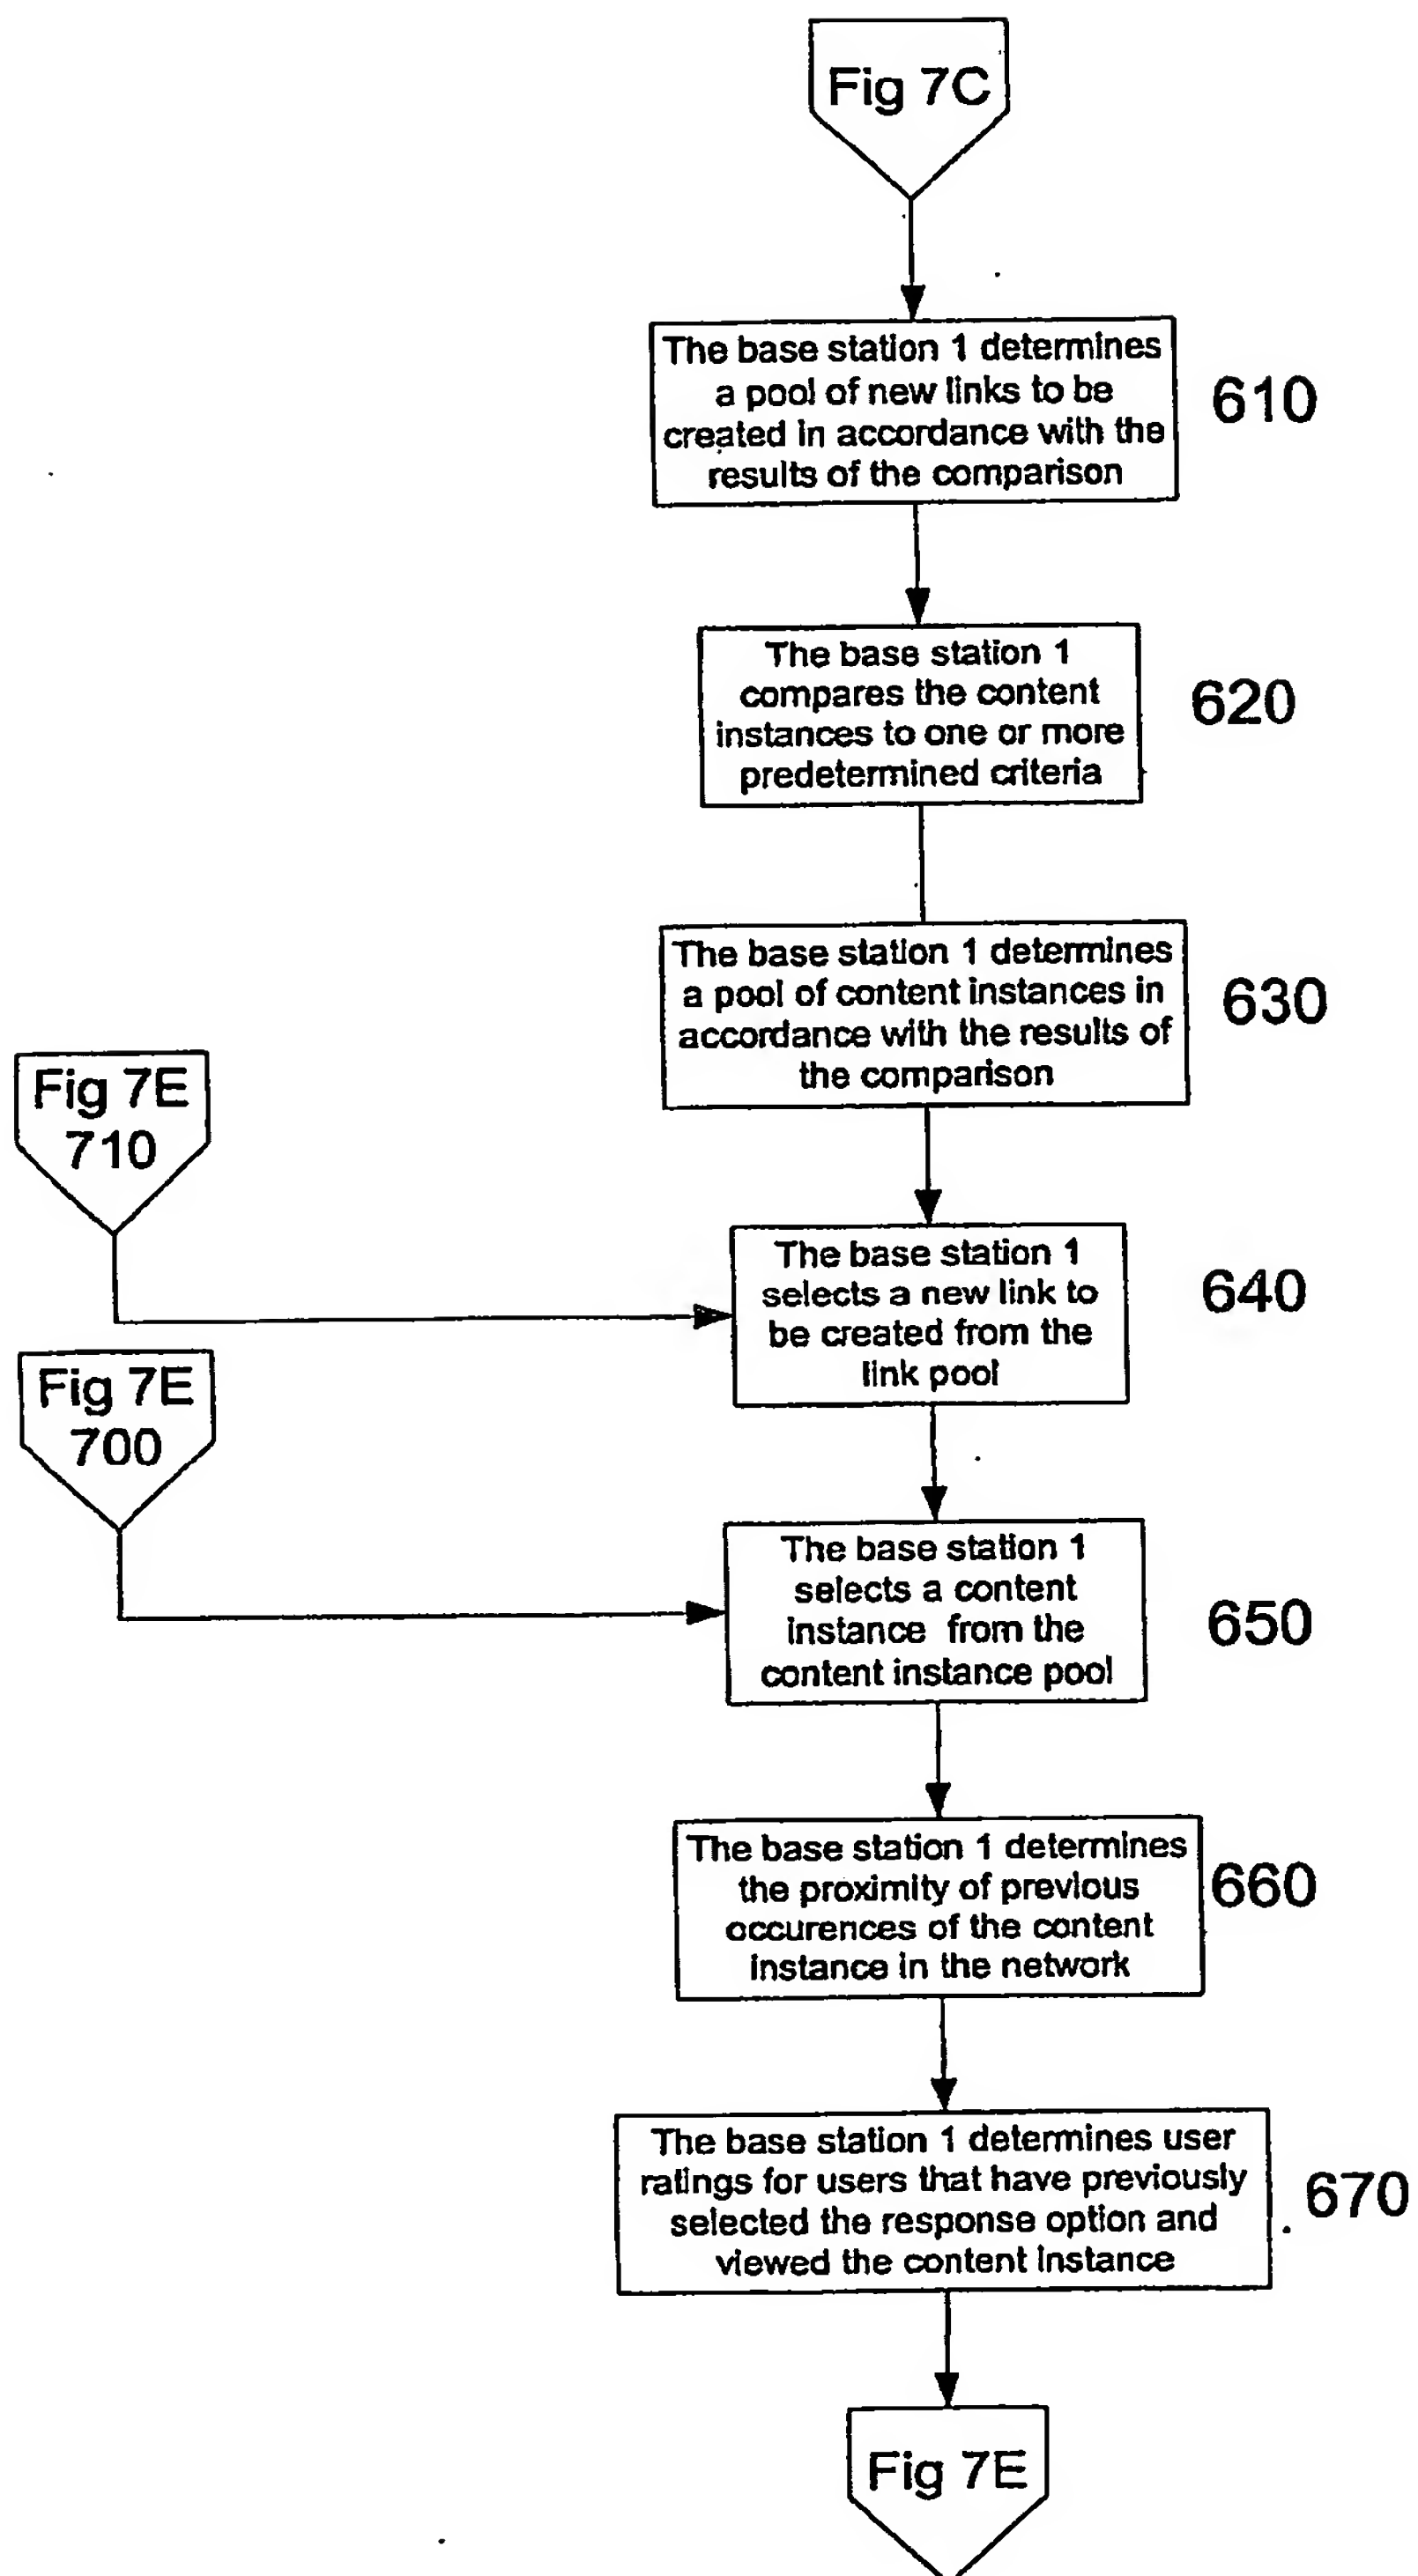 Fig 7C
The base station 1 determines
a pool of new links to be
created in accordance with the
results of the comparison
610
The base station 1
compares the content
instances to one or more
predetermined criteria
620
The base station 1 determines
a pool of content instances in
accordance with the results of
the comparison
630
Fig 7E
710
The base station 1
selects a new link to
be created from the
link pool
640
Fig 7E
700
The base station 1
selects a content
instance from the
content instance pool
650
The base station 1 determines
the proximity of previous
occurences of the content
instance in the network
660
The base station 1 determines user
ratings for users that have previously
selected the response option and
viewed the content instance
670
Fig 7E